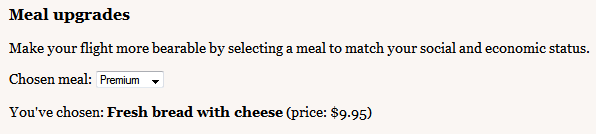 Meal upgrades
Make your flight more bearable by selecting a meal to match your social and economic status.
Chosen meal: Premium
You've chosen: Fresh bread with cheese (price: $9.95)